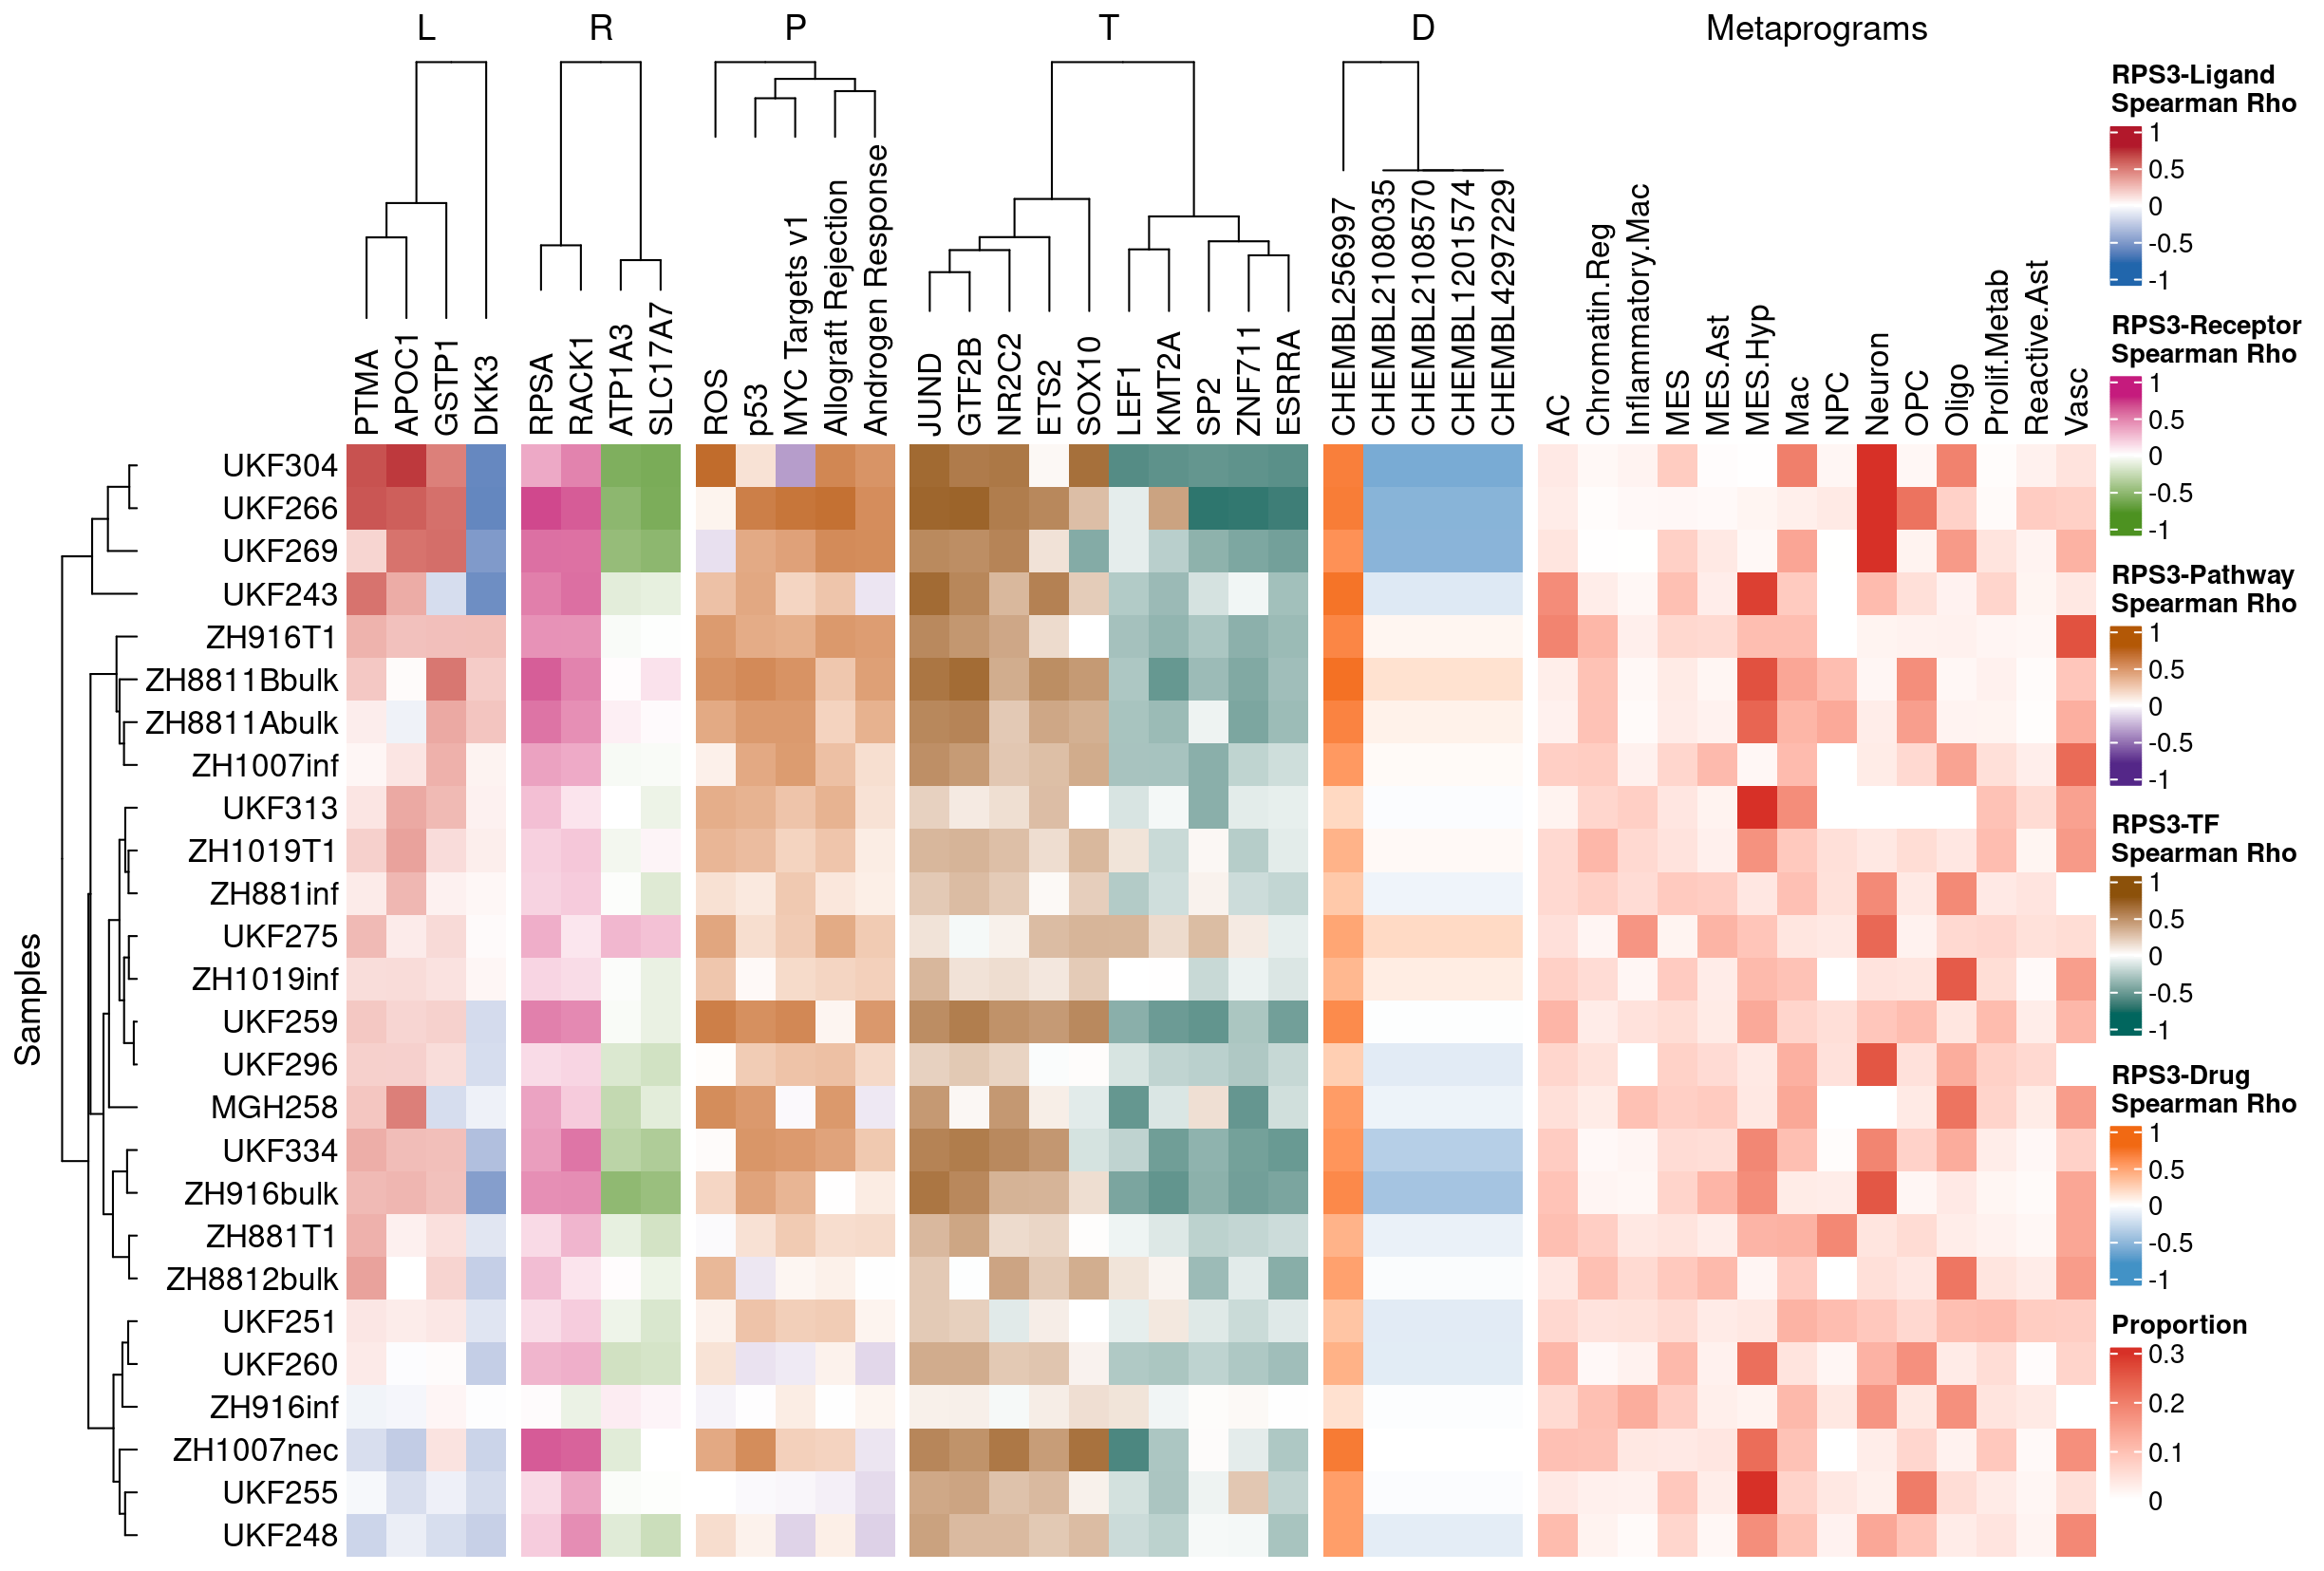 L R P T D Metaprograms
PTMA
APOC1
GSTP1
DKK3
RPSA
RACK1
ATP1A3
SLC17A7
ROS
p53
MYC Targets v1
Allograft Rejection
Androgen Response
JUND
GTF2B
NR2C2
ETS2
SOX10
LEF1
KMT2A
SP2
ZNF711
ESRRA
CHEMBL256997
CHEMBL2108035
CHEMBL2108570
CHEMBL1201574
CHEMBL4297229
AC
Chromatin.Reg
Inflammatory.Mac
MES
MES.Ast
MES.Hyp
Mac
NPC
Neuron
OPC
Oligo
Prolif.Metab
Reactive.Ast
Vasc
Samples
UKF304
UKF266
UKF269
UKF243
ZH916T1
ZH8811Bbulk
ZH8811Abulk
ZH1007inf
UKF313
ZH1019T1
ZH881inf
UKF275
ZH1019inf
UKF259
UKF296
MGH258
UKF334
ZH916bulk
ZH881T1
ZH8812bulk
UKF251
UKF260
ZH916inf
ZH1007nec
UKF255
UKF248
RPS3-Ligand
Spearman Rho
1
0.5
0
-0.5
-1
RPS3-Receptor
Spearman Rho
1
0.5
0
-0.5
-1
RPS3-Pathway
Spearman Rho
1
0.5
0
-0.5
-1
RPS3-TF
Spearman Rho
1
0.5
0
-0.5
-1
RPS3-Drug
Spearman Rho
1
0.5
0
-0.5
-1
Proportion
0.3
0.2
0.1
0